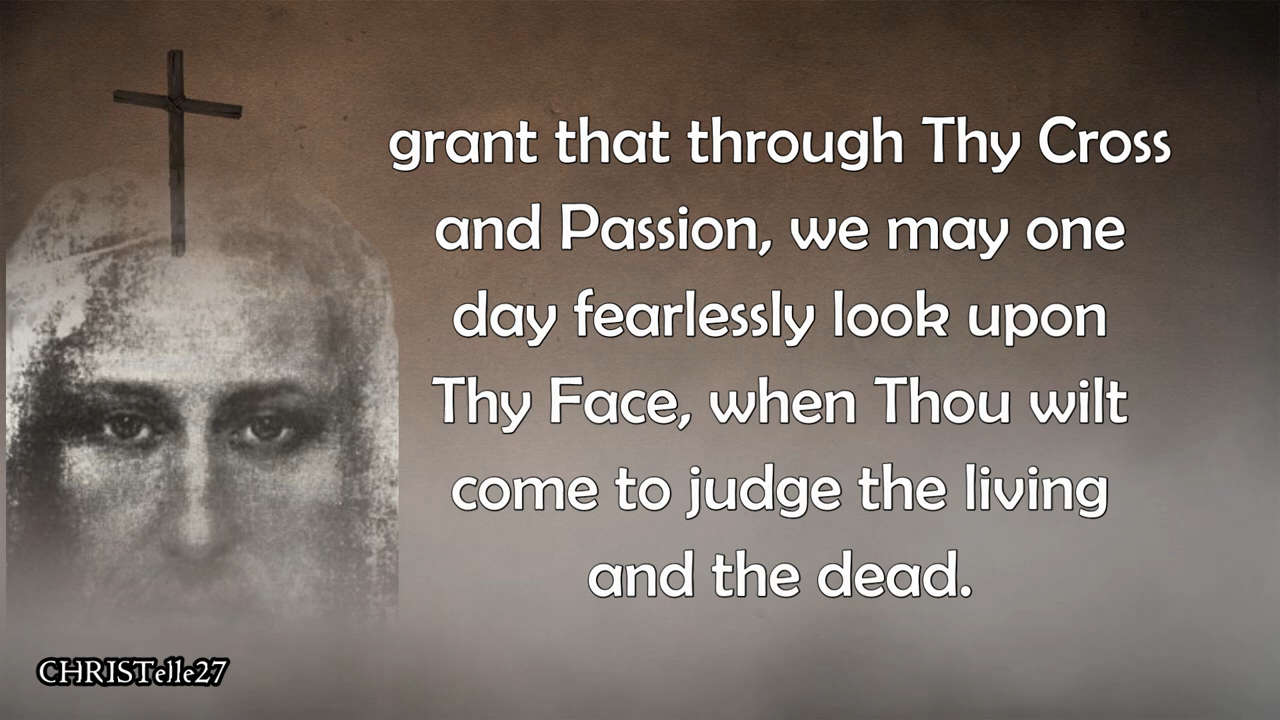 grant that through Thy Cross
and Passion, we may one
day fearlessly look upon
Thy Face, when Thou wilt
come to judge the living
and the dead.
CHRISTelle27